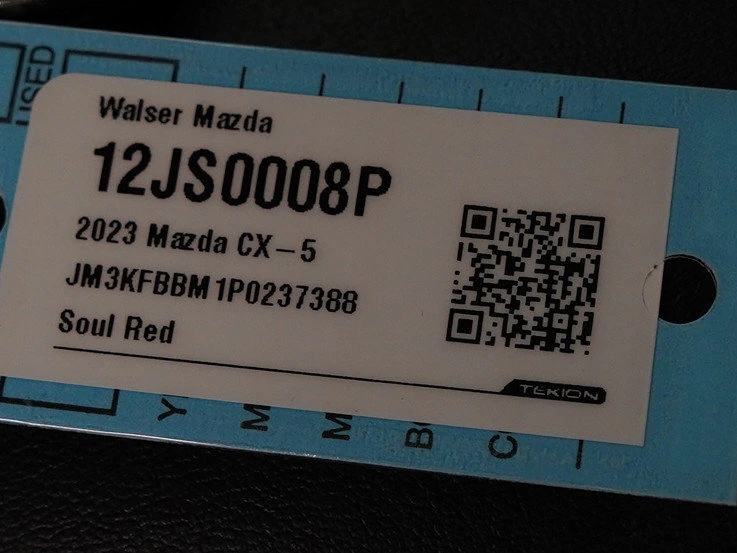 USED
Walser Mazda
12JS0008P
2023 Mazda CX-5
JM3KFBBM1P0237388
Soul Red
TEKION